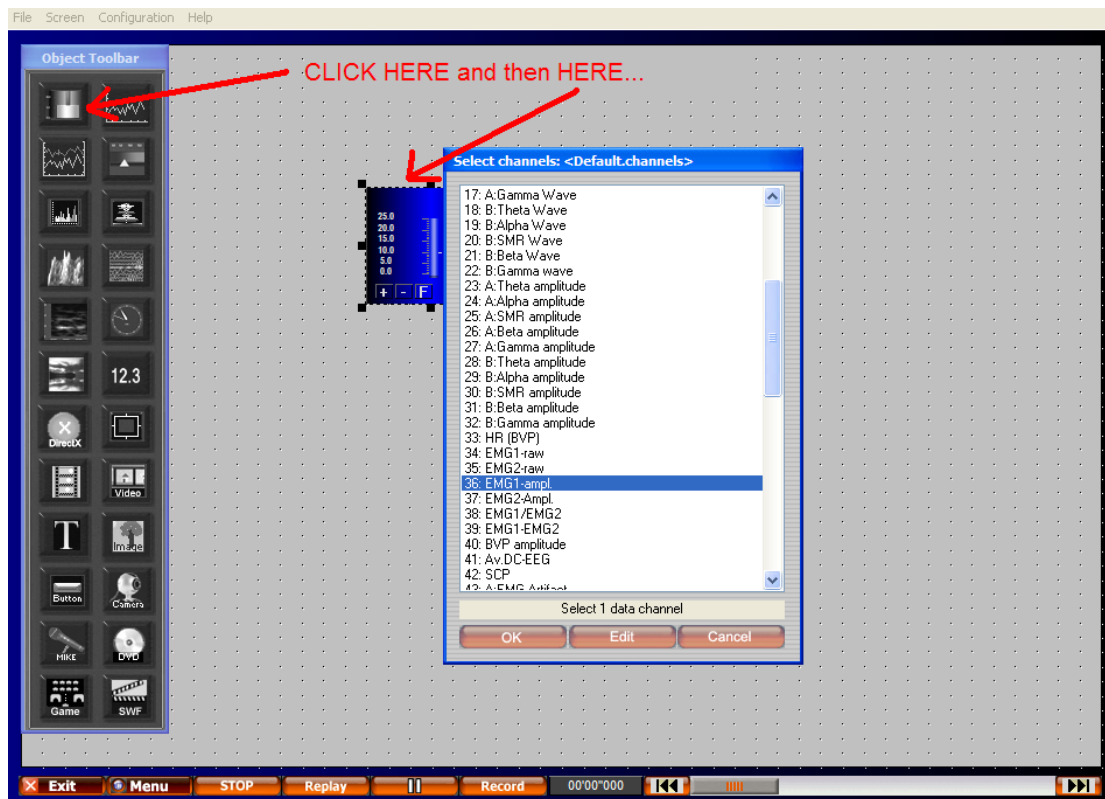 File Screen Configuration Help
Object Toolbar
CLICK HERE and then HERE...
Select channels: <Default.channels>
17: A:Gamma Wave
18: B:Theta Wave
19: B:Alpha Wave
20: B:SMR Wave
21: B:Beta Wave
22: B:Gamma wave
23: A:Theta amplitude
24: A:Alpha amplitude
25: A:SMR amplitude
26: A:Beta amplitude
27: A:Gamma amplitude
28: B:Theta amplitude
29: B:Alpha amplitude
30: B:SMR amplitude
31: B:Beta amplitude
32: B:Gamma amplitude
33: HR (BVP)
34: EMG1-raw
35: EMG2-raw
36: EMG1-ampl.
37: EMG2-Ampl.
38: EMG1/EMG2
39: EMG1-EMG2
40: BVP amplitude
41: Av.DC-EEG
42: SCP
43: A:EMG Artifact
Select 1 data channel
OK Edit Cancel
25.0
20.0
15.0
10.0
5.0
0.0
+ - F
12.3
DirectX
Video
T Image
Button Camera
MIKE DVD
Game SWF
Exit Menu STOP Replay Record 00'00"000